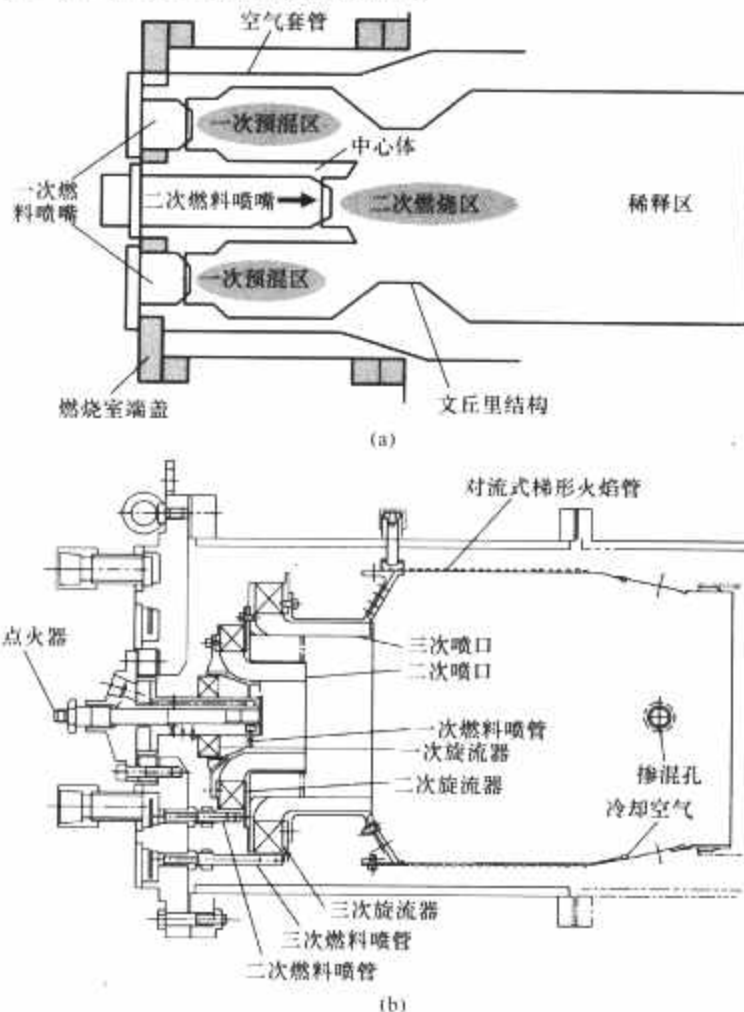 空气套管
一次预混区
中心体
一次燃
料喷嘴
二次燃料喷嘴
二次燃烧区
稀释区
一次预混区
燃烧室端盖
文丘里结构
(a)
对流式梯形火焰管
点火器
三次喷口
二次喷口
一次燃料喷管
一次旋流器
二次旋流器
掺混孔
冷却空气
三次旋流器
三次燃料喷管
二次燃料喷管
(b)